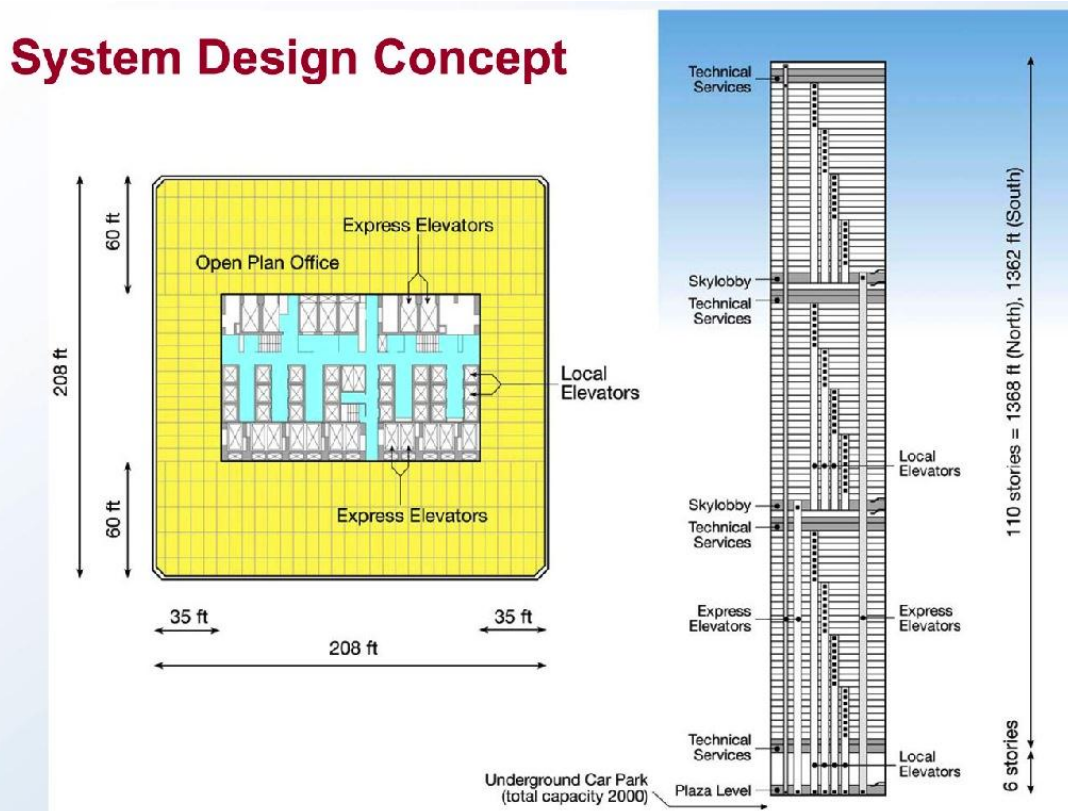 System Design Concept
208 ft
60 ft
60 ft
Express Elevators
Open Plan Office
Local
Elevators
Express Elevators
35 ft
35 ft
208 ft
Technical
Services
Skylobby
Technical
Services
Local
Elevators
Skylobby
Technical
Services
Express
Elevators
Express
Elevators
Technical
Services
Local
Elevators
Underground Car Park
(total capacity 2000)
Plaza Level
110 stories = 1368 ft (North), 1362 ft (South)
6 stories